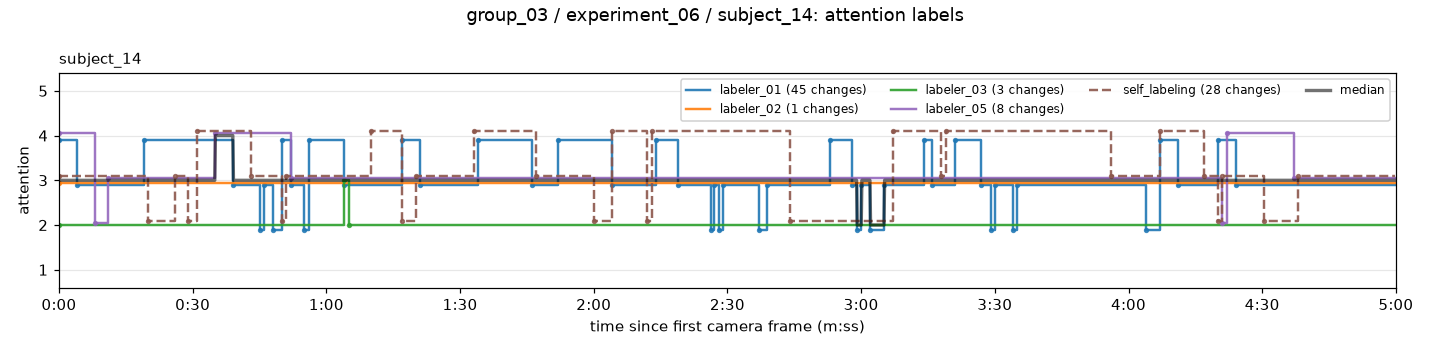 group_03 / experiment_06 / subject_14: attention labels
subject_14
labeler_01 (45 changes)
labeler_02 (1 changes)
labeler_03 (3 changes)
labeler_05 (8 changes)
self_labeling (28 changes)
median
attention
5
4
3
2
1
0:00 0:30 1:00 1:30 2:00 2:30 3:00 3:30 4:00 4:30 5:00
time since first camera frame (m:ss)